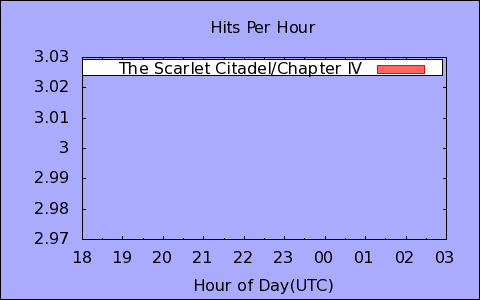 Hits Per Hour
3.03
The Scarlet Citadel/Chapter IV
3.02
3.01
3
2.99
2.98
2.97
18 19 20 21 22 23 00 01 02 03
Hour of Day(UTC)